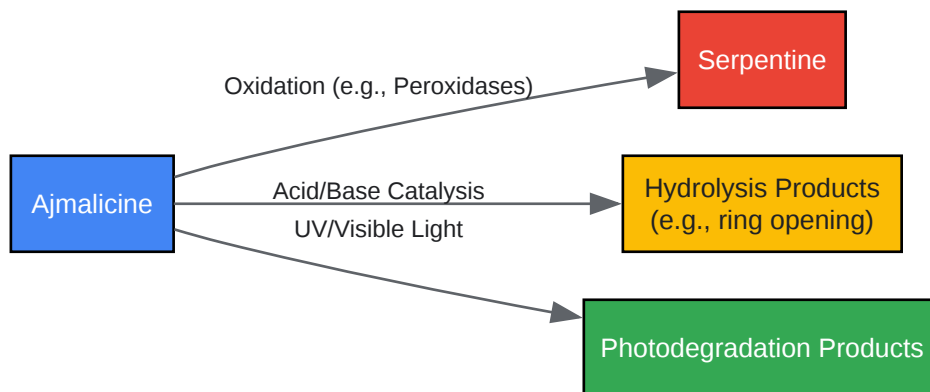 Serpentine
Oxidation (e.g., Peroxidases)
Ajmalicine
Acid/Base Catalysis
Hydrolysis Products
(e.g., ring opening)
UV/Visible Light
Photodegradation Products